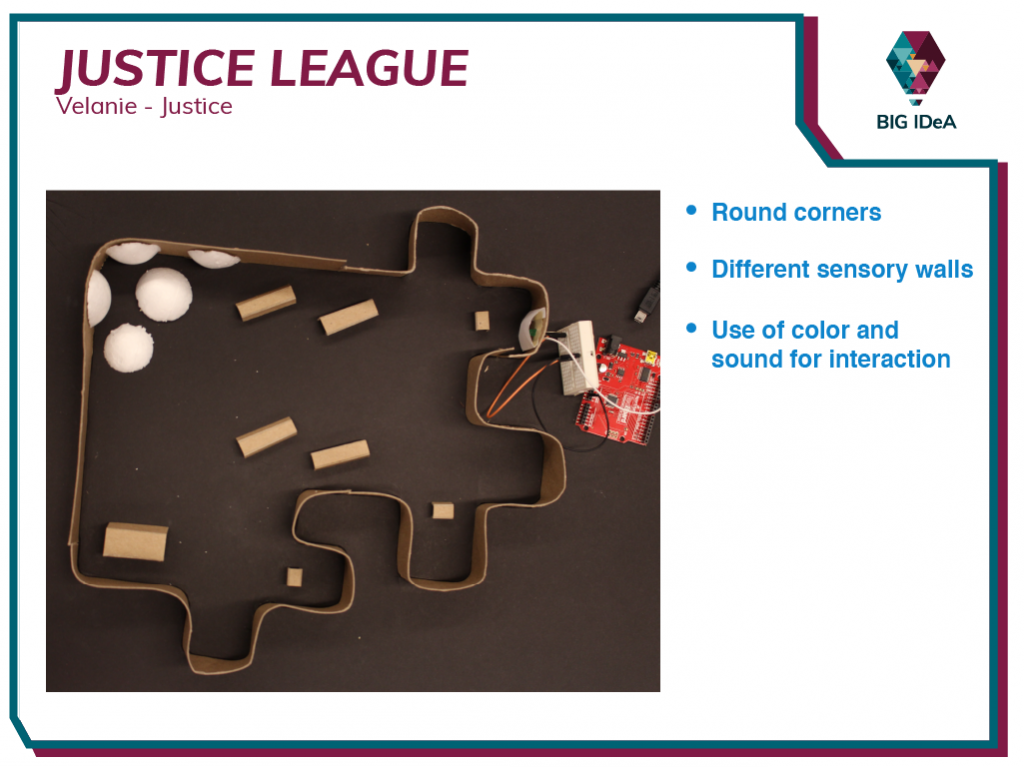 JUSTICE LEAGUE
Velanie - Justice
BIG IDeA
• Round corners
• Different sensory walls
• Use of color and
sound for interaction